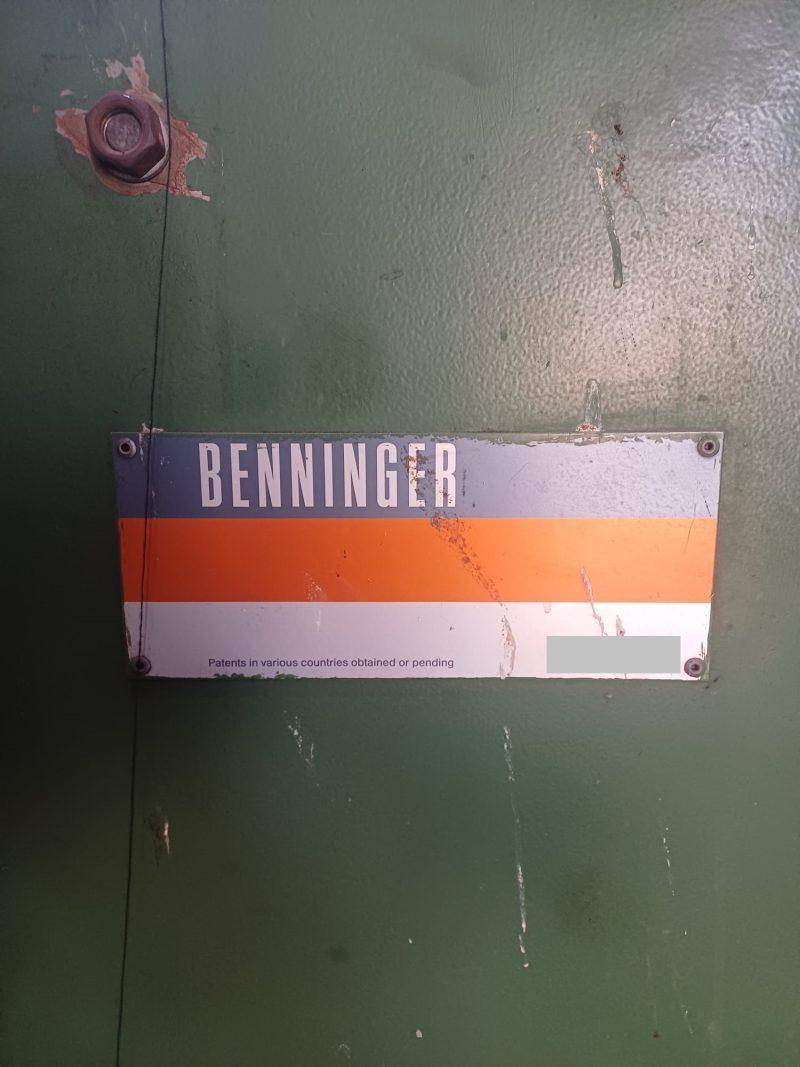 BENNINGER
Patents in various countries obtained or pending